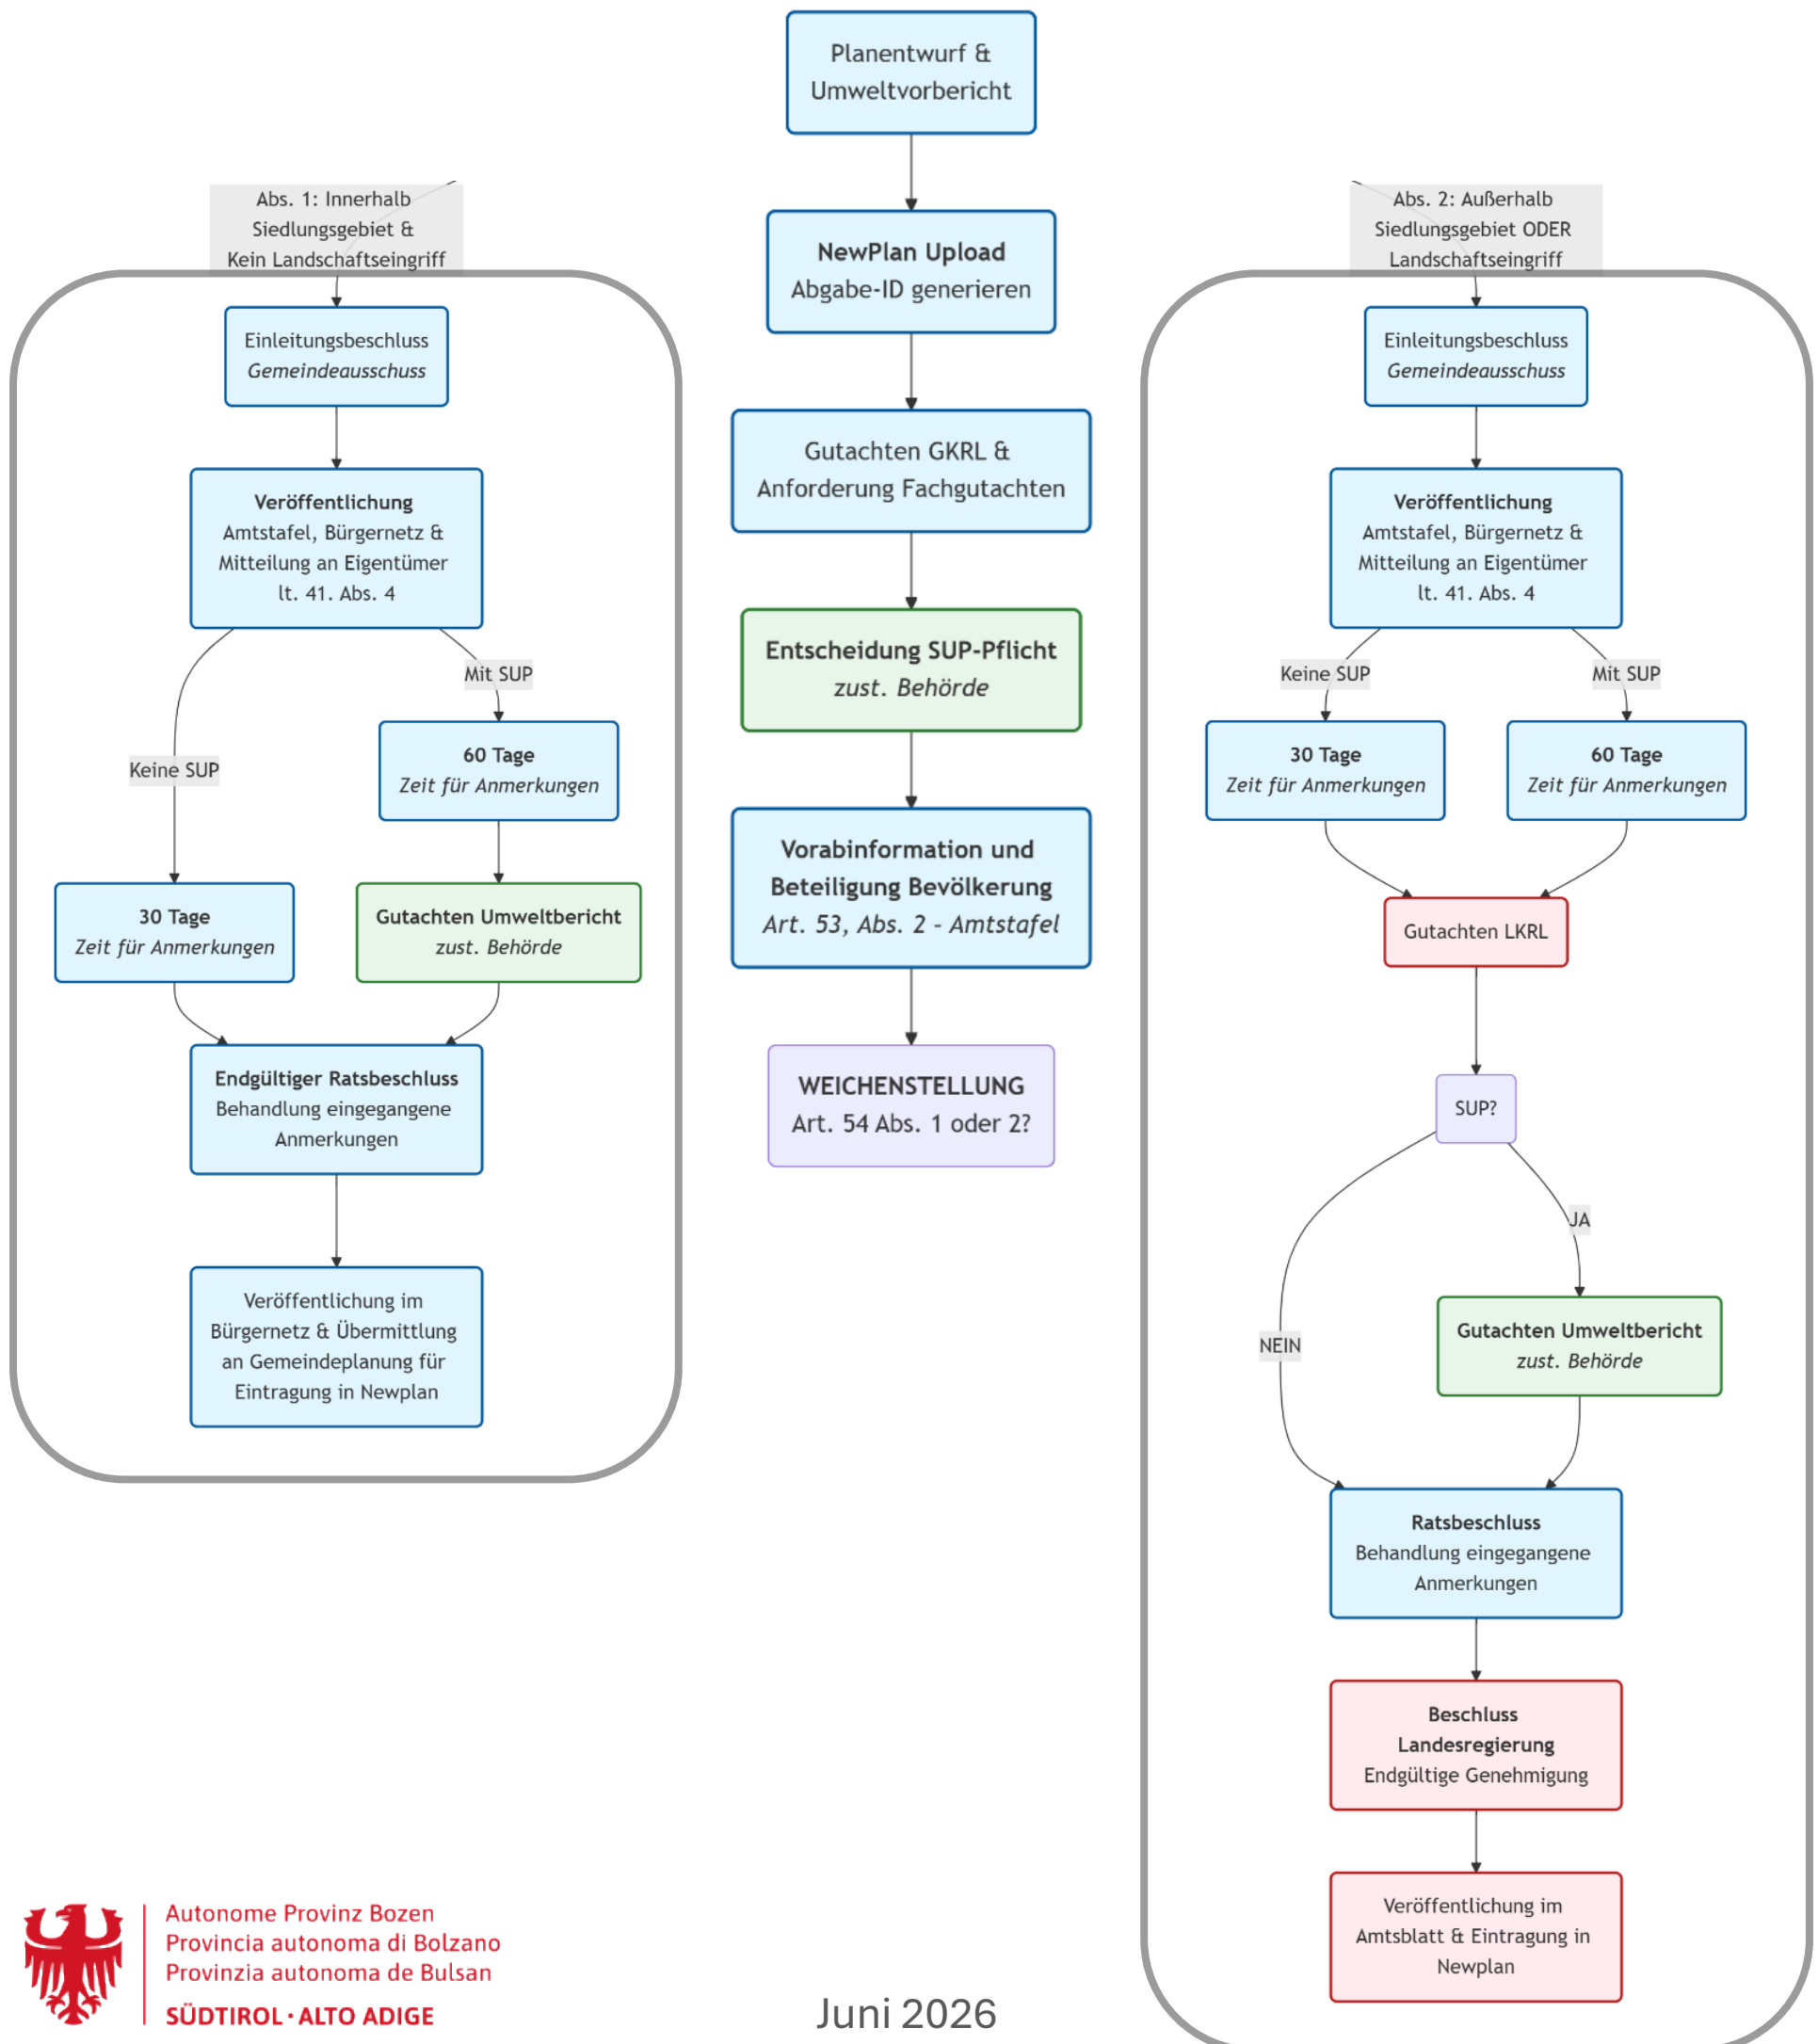 Planentwurf &
Umweltvorbericht
NewPlan Upload
Abgabe-ID generieren
Gutachten GKRL &
Anforderung Fachgutachten
Entscheidung SUP-Pflicht
zust. Behörde
Vorabinformation und
Beteiligung Bevölkerung
Art. 53, Abs. 2 - Amtstafel
WEICHENSTELLUNG
Art. 54 Abs. 1 oder 2?
Abs. 1: Innerhalb
Siedlungsgebiet &
Kein Landschaftseingriff
Einleitungsbeschluss
Gemeindeausschuss
Veröffentlichung
Amtstafel, Bürgernetz &
Mitteilung an Eigentümer
lt. 41. Abs. 4
Mit SUP
60 Tage
Zeit für Anmerkungen
Keine SUP
30 Tage
Zeit für Anmerkungen
Gutachten Umweltbericht
zust. Behörde
Endgültiger Ratsbeschluss
Behandlung eingegangene
Anmerkungen
Veröffentlichung im
Bürgernetz & Übermittlung
an Gemeindeplanung für
Eintragung in Newplan
Abs. 2: Außerhalb
Siedlungsgebiet ODER
Landschaftseingriff
Einleitungsbeschluss
Gemeindeausschuss
Veröffentlichung
Amtstafel, Bürgernetz &
Mitteilung an Eigentümer
lt. 41. Abs. 4
Keine SUP
Mit SUP
30 Tage
Zeit für Anmerkungen
60 Tage
Zeit für Anmerkungen
Gutachten LKRL
SUP?
JA
NEIN
Gutachten Umweltbericht
zust. Behörde
Ratsbeschluss
Behandlung eingegangene
Anmerkungen
Beschluss
Landesregierung
Endgültige Genehmigung
Veröffentlichung im
Amtsblatt & Eintragung in
Newplan
Autonome Provinz Bozen
Provincia autonoma di Bolzano
Provinzia autonoma de Bulsan
SÜDTIROL · ALTO ADIGE
Juni 2026